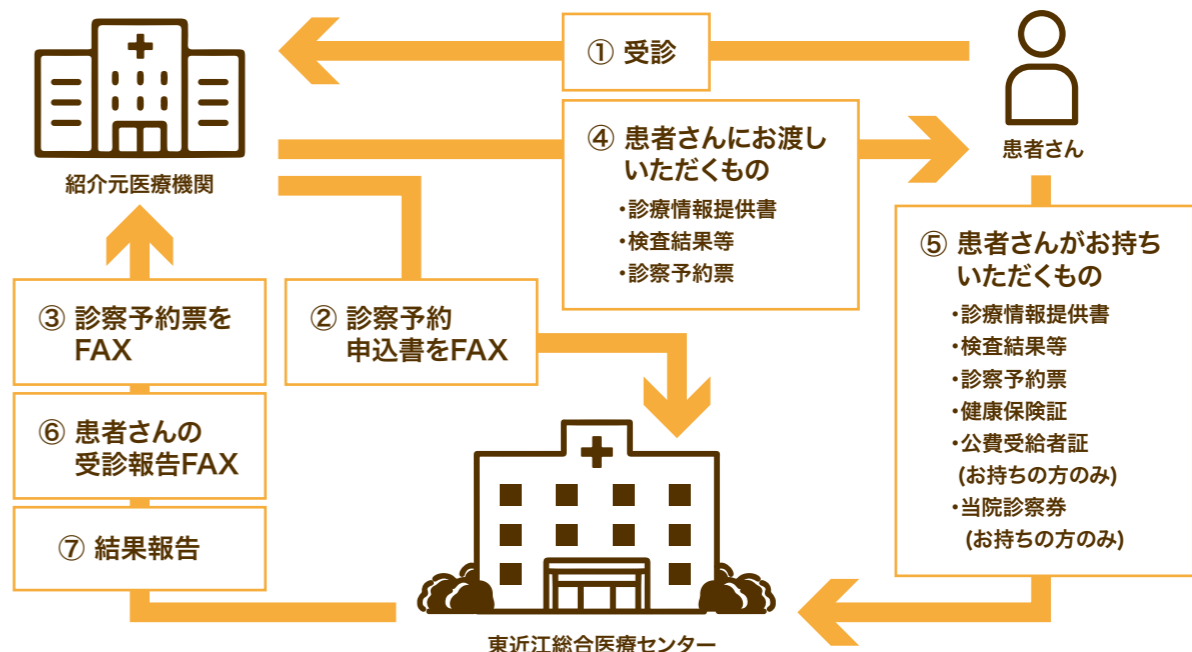 ① 受診
④ 患者さんにお渡し
いただくもの
・診療情報提供書
・検査結果等
・診察予約票
患者さん
紹介元医療機関
⑤ 患者さんがお持ち
いただくもの
・診療情報提供書
・検査結果等
・診察予約票
・健康保険証
・公費受給者証
(お持ちの方のみ)
・当院診察券
(お持ちの方のみ)
③ 診察予約票を
FAX
② 診察予約
申込書をFAX
⑥ 患者さんの
受診報告FAX
⑦ 結果報告
東近江総合医療センター